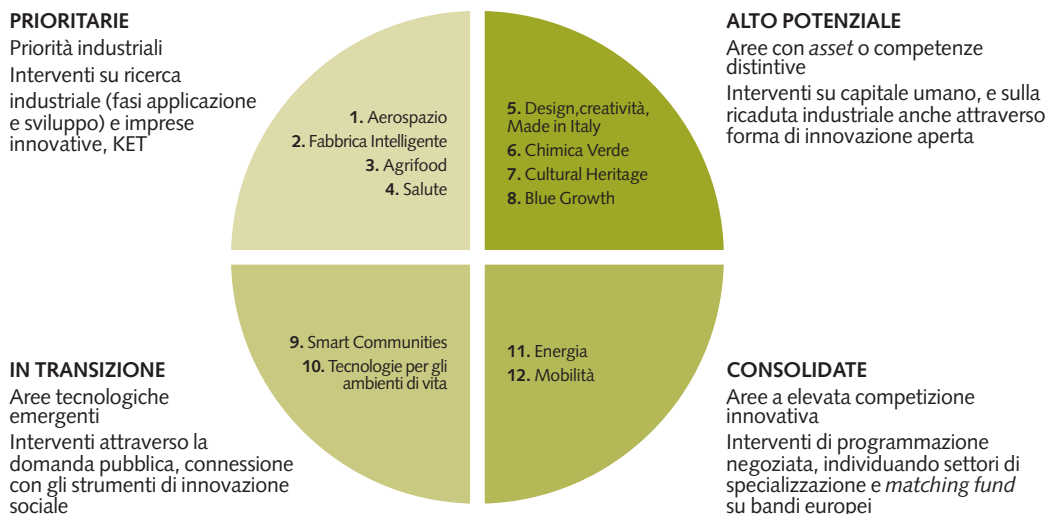 PRIORITARIE
Priorità industriali
Interventi su ricerca
industriale (fasi applicazione
e sviluppo) e imprese
innovative, KET
1. Aerospazio
2. Fabbrica Intelligente
3. Agrifood
4. Salute
ALTO POTENZIALE
Aree con asset o competenze
distintive
Interventi su capitale umano, e sulla
ricaduta industriale anche attraverso
forma di innovazione aperta
5. Design,creatività,
Made in Italy
6. Chimica Verde
7. Cultural Heritage
8. Blue Growth
IN TRANSIZIONE
Aree tecnologiche
emergenti
Interventi attraverso la
domanda pubblica, connessione
con gli strumenti di innovazione
sociale
9. Smart Communities
10. Tecnologie per gli
ambienti di vita
11. Energia
12. Mobilità
CONSOLIDATE
Aree a elevata competizione
innovativa
Interventi di programmazione
negoziata, individuando settori di
specializzazione e matching fund
su bandi europei